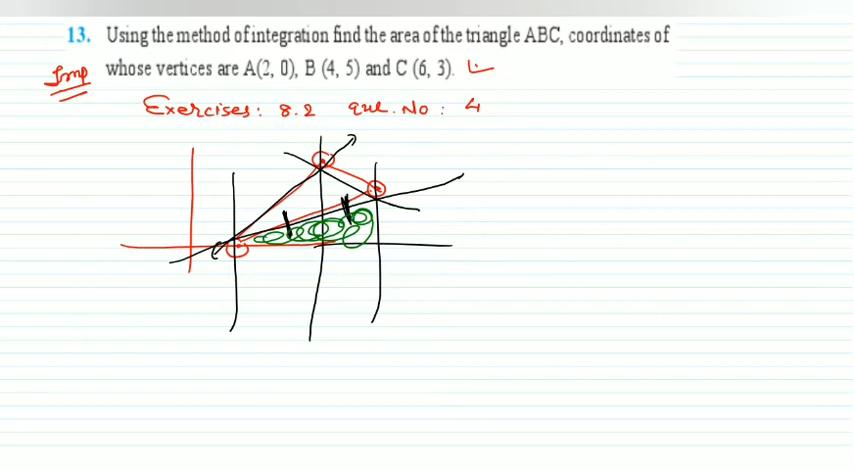 13. Using the method of integration find the area of the triangle ABC, coordinates of
Imp whose vertices are A(2, 0), B (4, 5) and C (6, 3).
Exercises: 8.2 que. No: 4